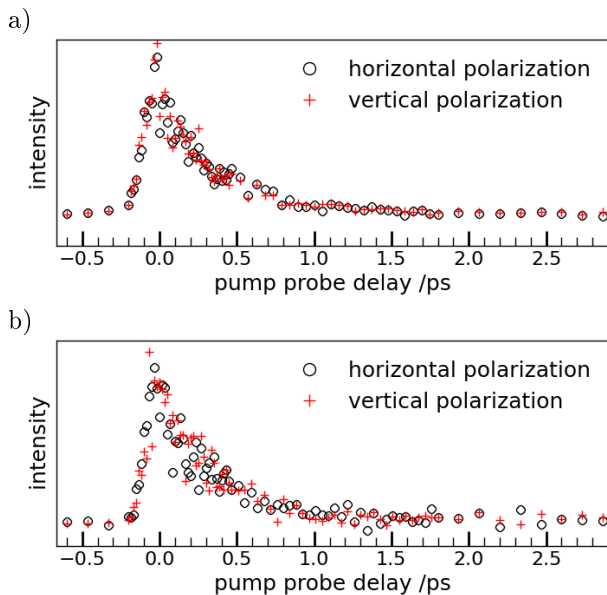 a)
horizontal polarization
vertical polarization
intensity
−0.5 0.0 0.5 1.0 1.5 2.0 2.5
pump probe delay /ps
b)
horizontal polarization
vertical polarization
intensity
−0.5 0.0 0.5 1.0 1.5 2.0 2.5
pump probe delay /ps